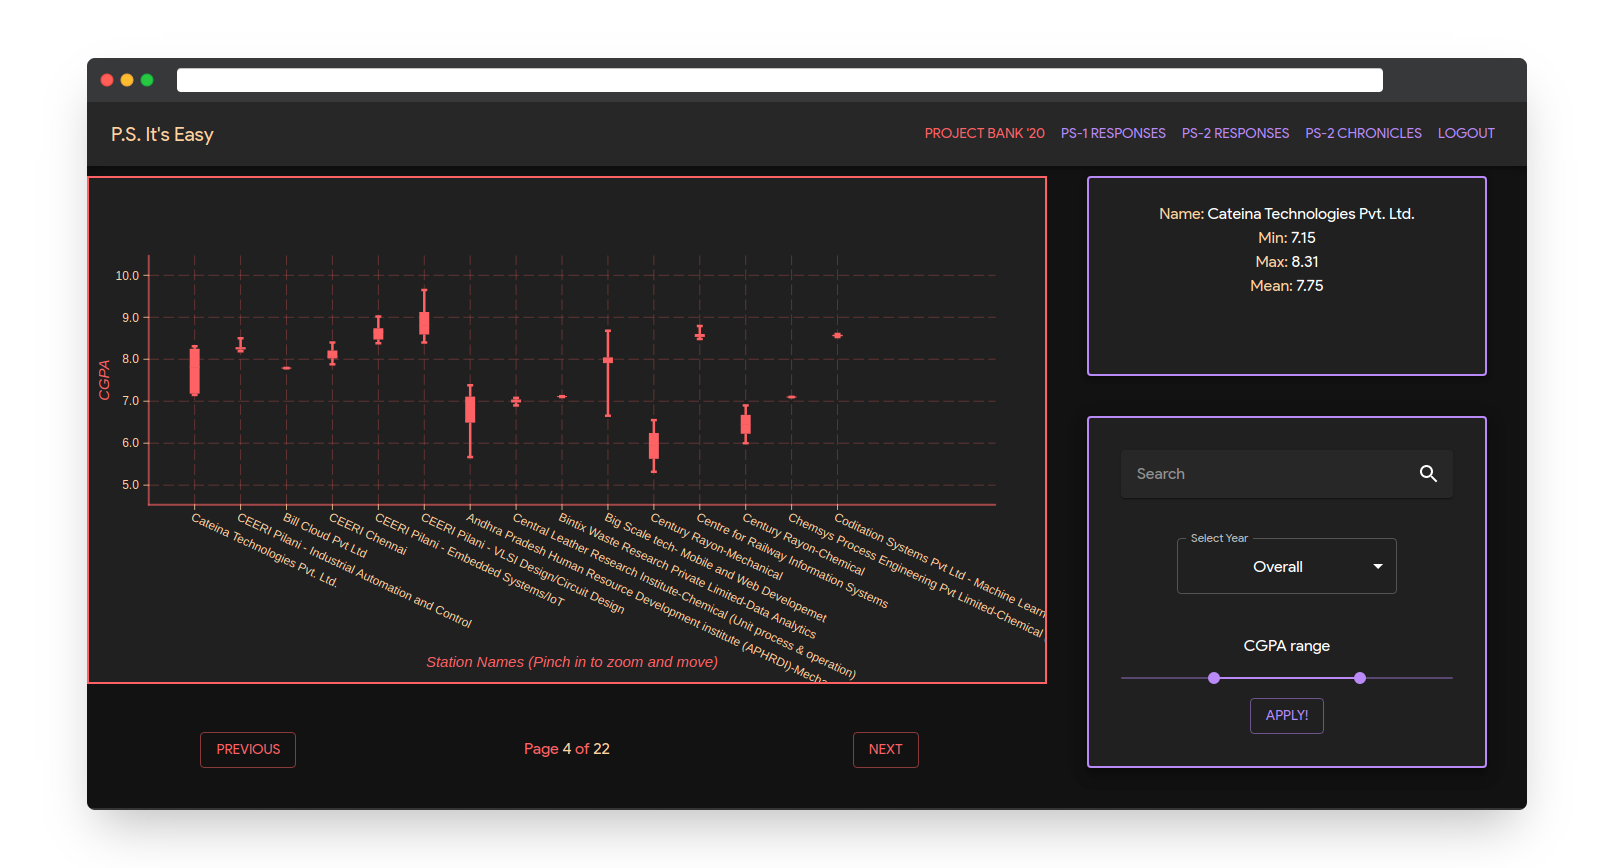 P.S. It's Easy
PROJECT BANK '20
PS-1 RESPONSES
PS-2 RESPONSES
PS-2 CHRONICLES
LOGOUT
10.0
9.0
8.0
7.0
6.0
5.0
CGPA
Cateina Technologies Pvt. Ltd.
CEERI Pilani - Industrial Automation and Control
Bill Cloud Pvt Ltd
CEERI Chennai
CEERI Pilani - Embedded Systems/IoT
CEERI Pilani - VLSI Design/Circuit Design
Andhra Pradesh Human Resource Development institute (APHRDI)-Mecha
Central Leather Research Institute-Chemical (Unit process & operation)
Bintix Waste Research Private Limited-Data Analytics
Big Scale tech- Mobile and Web Developemet
Century Rayon-Mechanical
Centre for Railway Information Systems
Century Rayon-Chemical
Chemsys Process Engineering Pvt Limited-Chemical
Coditation Systems Pvt Ltd - Machine Learn
Station Names (Pinch in to zoom and move)
PREVIOUS
Page 4 of 22
NEXT
Name: Cateina Technologies Pvt. Ltd.
Min: 7.15
Max: 8.31
Mean: 7.75
Search
Select Year
Overall
CGPA range
APPLY!